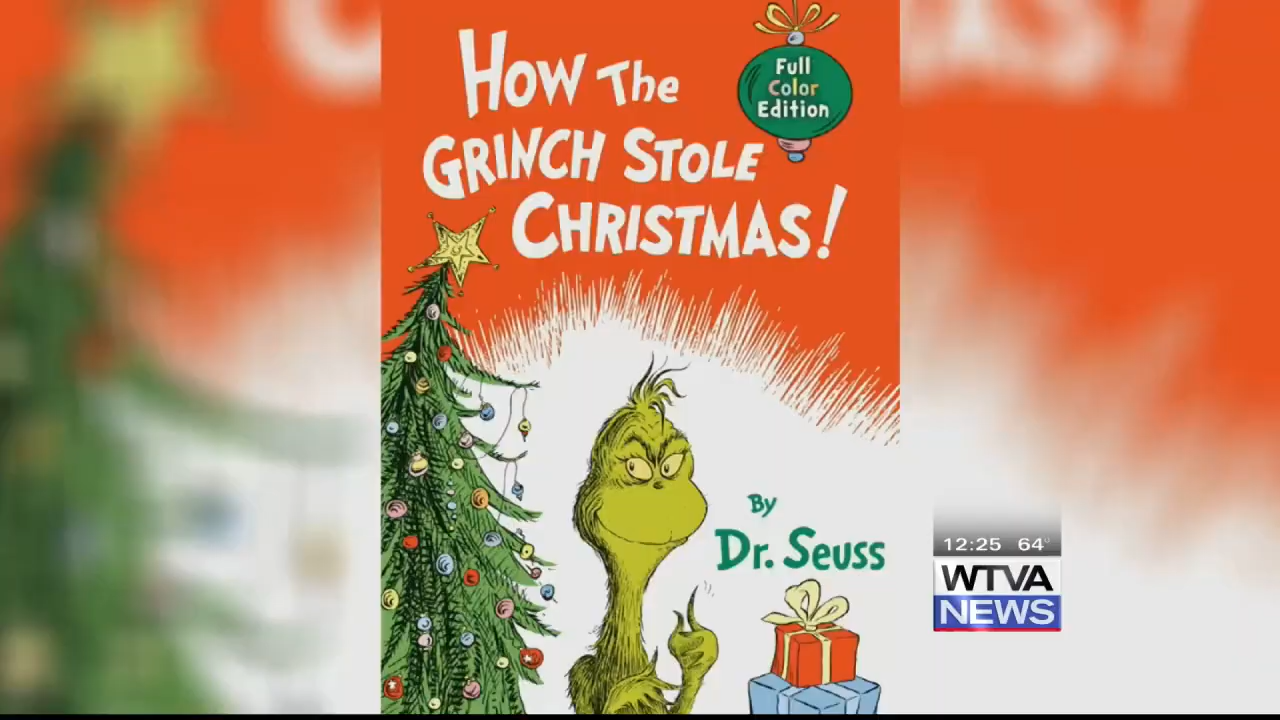 How The
Grinch Stole
Christmas!
Full
Color
Edition
By
Dr. Seuss
12:25 64°
WTVA
NEWS